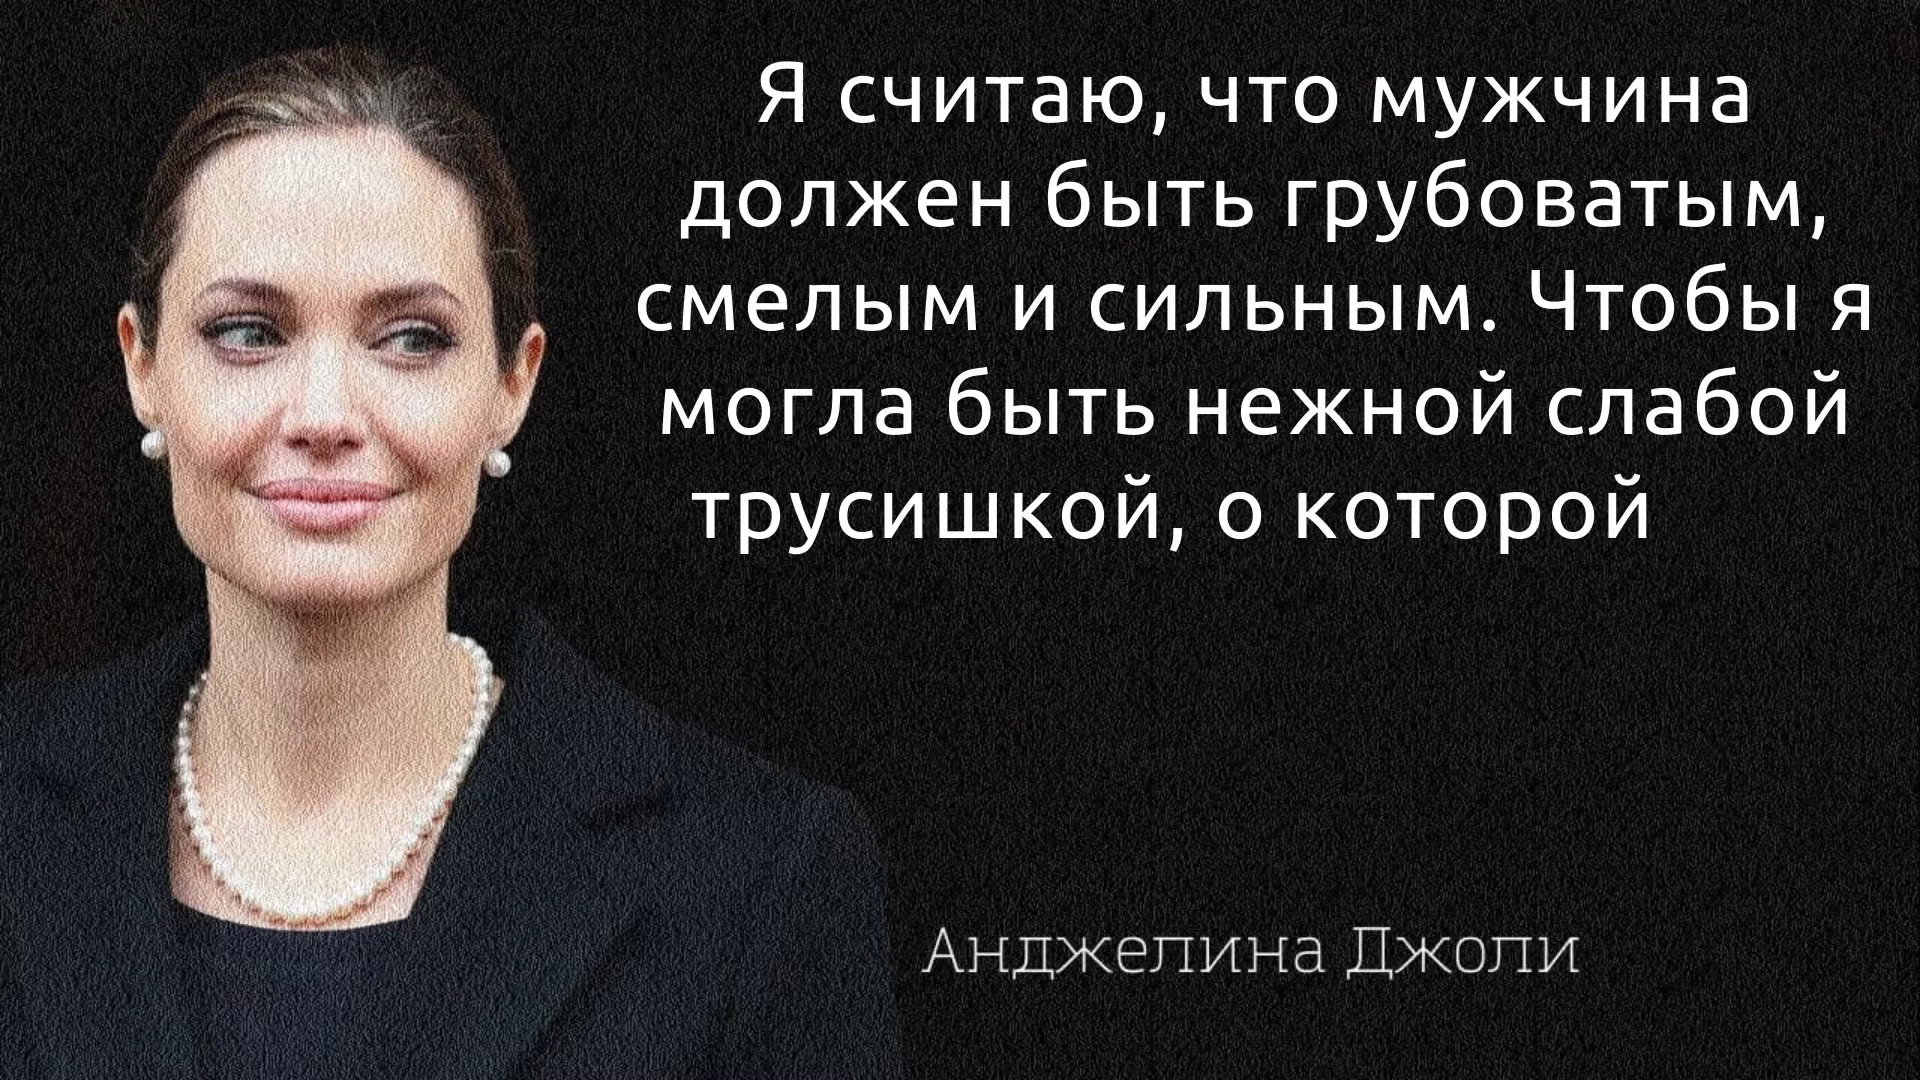 Я считаю, что мужчина
должен быть грубоватым,
смелым и сильным. Чтобы я
могла быть нежной слабой
трусишкой, о которой
Анджелина Джоли